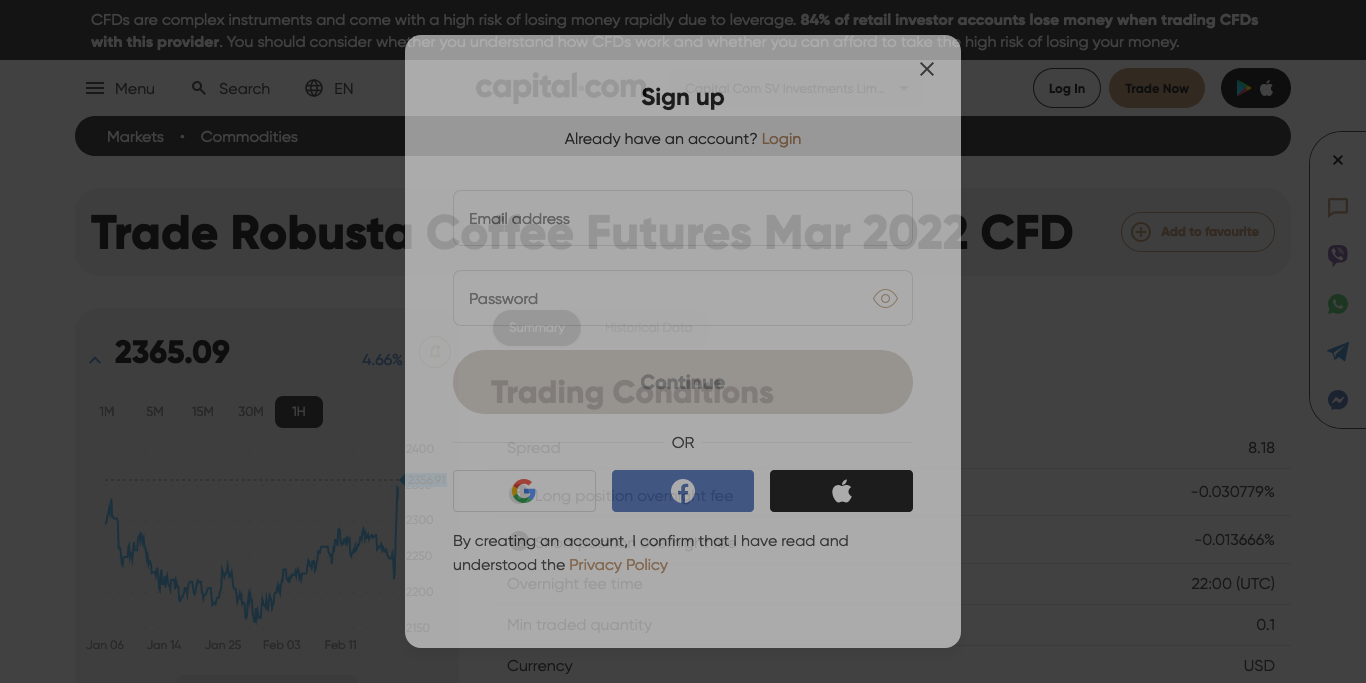 CFDs are complex instruments and come with a high risk of losing money rapidly due to leverage. 84% of retail investor accounts lose money when trading CFDs
with this provider. You should consider whether you understand how CFDs work and whether you can afford to take the high risk of losing your money.
Menu
Search
EN
capital.com
Capital Com SV Investments Lim...
Log In
Trade Now
Markets • Commodities
Sign up
Already have an account? Login
Email address
Password
Continue
OR
By creating an account, I confirm that I have read and
understood the Privacy Policy
Trade Robusta Coffee Futures Mar 2022 CFD
Add to favourite
2365.09
4.66%
1M 5M 15M 30M 1H
2400
2356.91
2300
2250
2200
2150
Jan 06 Jan 14 Jan 25 Feb 03 Feb 11
Summary
Historical Data
Trading Conditions
Spread 8.18
Long position overnight fee -0.030779%
-0.013666%
Overnight fee time 22:00 (UTC)
Min traded quantity 0.1
Currency USD